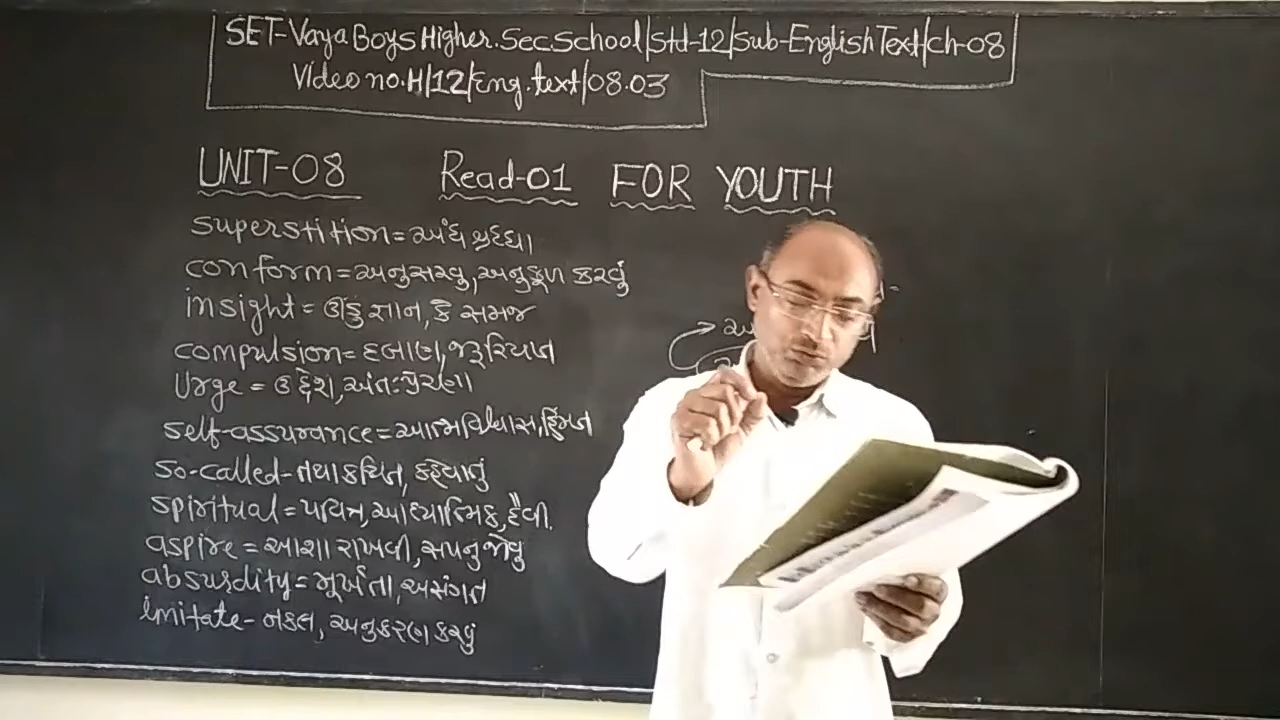 SET-Vaya Boys Higher.Sec.School/Std-12/Sub-English Text/ch-08
Video no.H/12/Eng.text/08.03
UNIT-08 Read-01 FOR YOUTH
superstition = અંધ શ્રદ્ધા
conform = અનુસરવુ, અનુકૂળ કરવું
insight = ઊંડુ જ્ઞાન, કે સમજ
compulsion = દબાણ, જરૂરિયાત
urge = ઉદ્દેશ, અંતઃપ્રેરણા
self-assurance = આત્મવિશ્વાસ, હિંમત
so-called - તથાકથિત, કહેવાનું
spiritual = પવિત્ર, આધ્યાત્મિક, દૈવી.
aspire = આશા રાખવી, સપનુ જોવુ
absurdity = મૂર્ખતા, અસંગત
imitate - નકલ, અનુકરણ કરવું